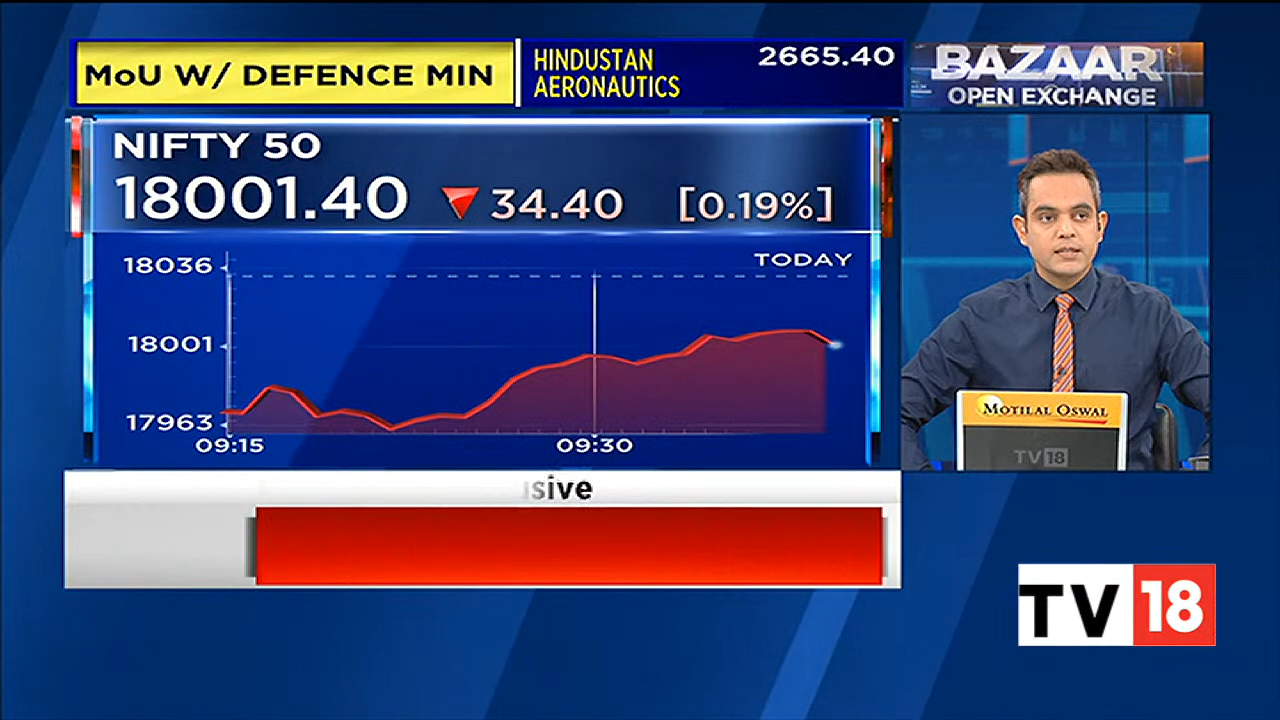 MoU W/ DEFENCE MIN
HINDUSTAN
AERONAUTICS
2665.40
BAZAAR
OPEN EXCHANGE
NIFTY 50
18001.40 ▼ 34.40 [0.19%]
TODAY
18036
18001
17963
09:15 09:30
MOTILAL OSWAL
TV18
sive
TV18